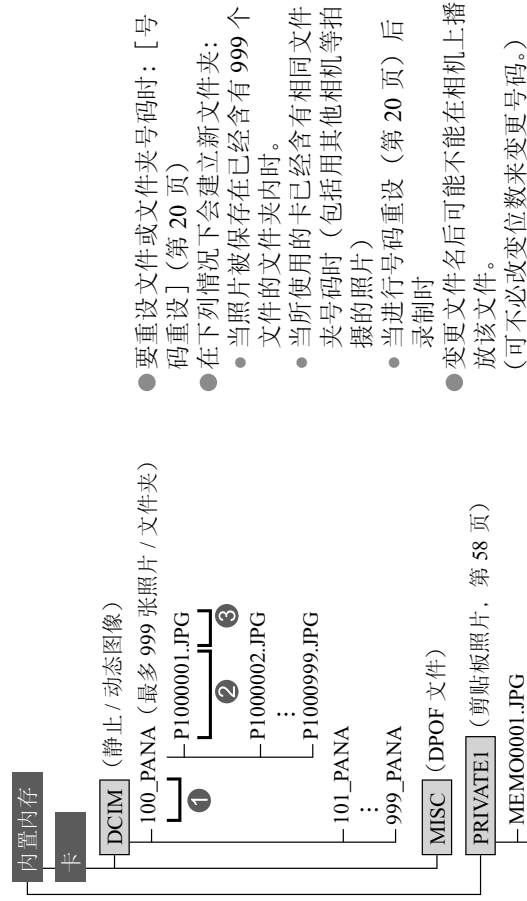 内置内存
卡
DCIM（静止 / 动态图像）
100_PANA（最多 999 张照片 / 文件夹）
P1000001.JPG
❶ ❷ ❸
P1000002.JPG
⋮
P1000999.JPG
101_PANA
⋮
999_PANA
MISC（DPOF 文件）
PRIVATE1（剪贴板照片，第 58 页）
MEMO0001.JPG
●要重设文件或文件夹号码时：［号
码重设］（第 20 页）
●在下列情况下会建立新文件夹：
• 当照片被保存在已经含有 999 个
文件的文件夹内时。
• 当所使用的卡已经含有相同文件
夹号码时（包括用其他相机等拍
摄的照片）
• 当进行号码重设（第 20 页）后
录制时
●变更文件名后可能不能在相机上播
放该文件。
（可不必改变位数来变更号码。）